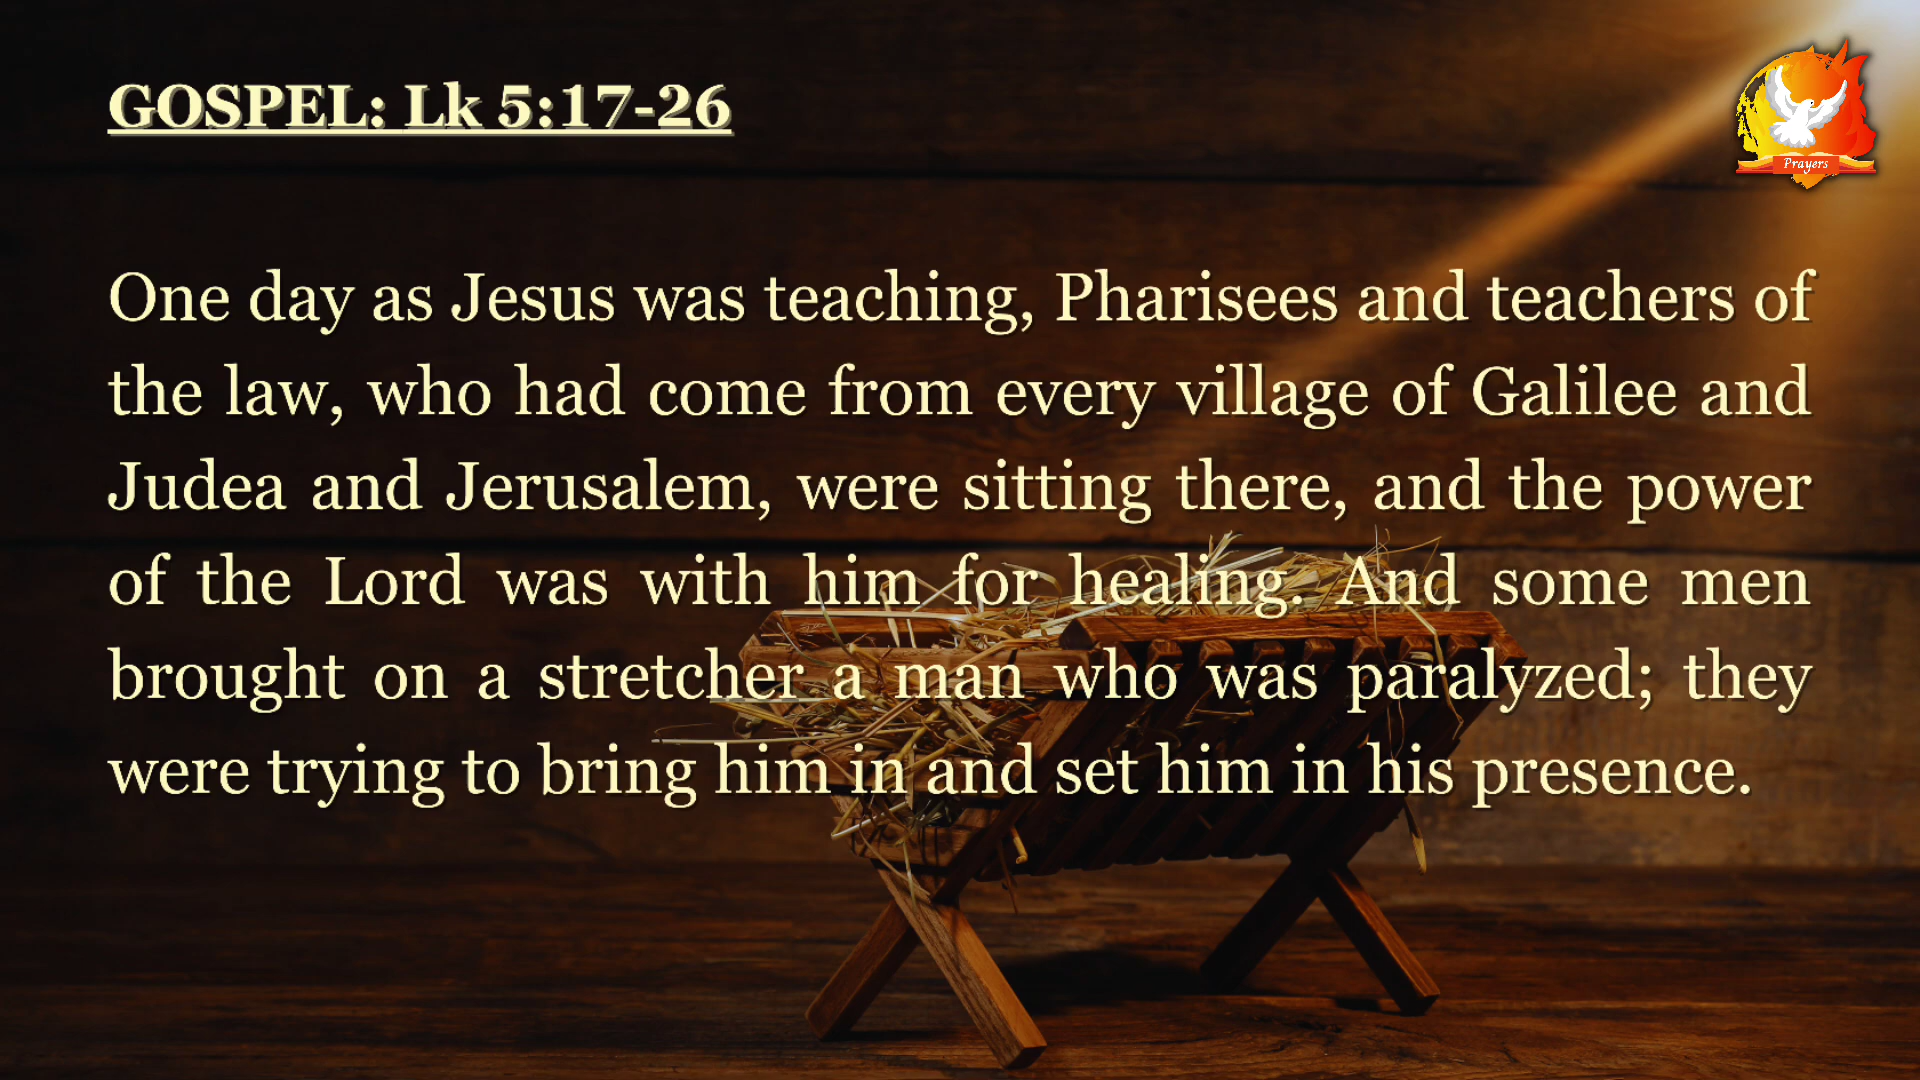 GOSPEL: Lk 5:17-26
Prayers
One day as Jesus was teaching, Pharisees and teachers of
the law, who had come from every village of Galilee and
Judea and Jerusalem, were sitting there, and the power
of the Lord was with him for healing. And some men
brought on a stretcher a man who was paralyzed; they
were trying to bring him in and set him in his presence.